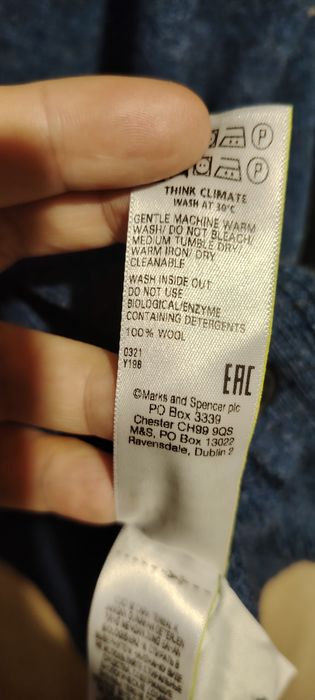 P
P
THINK CLIMATE
WASH AT 30°C
GENTLE MACHINE WARM
WASH/ DO NOT BLEACH,
MEDIUM TUMBLE DRY/
WARM IRON/ DRY
CLEANABLE
WASH INSIDE OUT
DO NOT USE
BIOLOGICAL/ENZYME
CONTAINING DETERGENTS
100% WOOL
0321
Y198
EAC
©Marks and Spencer plc
PO Box 3339
Chester CH99 9QS
M&S, PO Box 13022
Ravensdale, Dublin 2